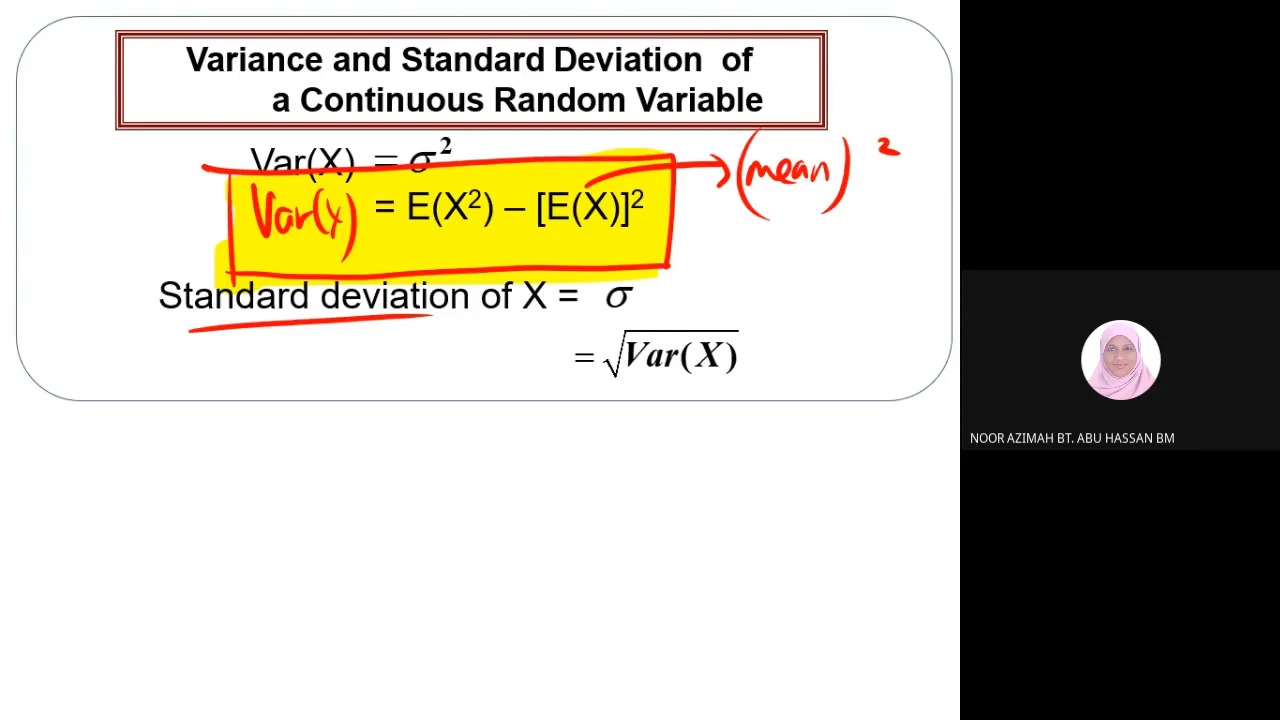 Variance and Standard Deviation of
a Continuous Random Variable
Var(X) = σ²
(mean)²
Var(X) = E(X²) – [E(X)]²
Standard deviation of X = σ
= √Var(X)
NOOR AZIMAH BT. ABU HASSAN BM